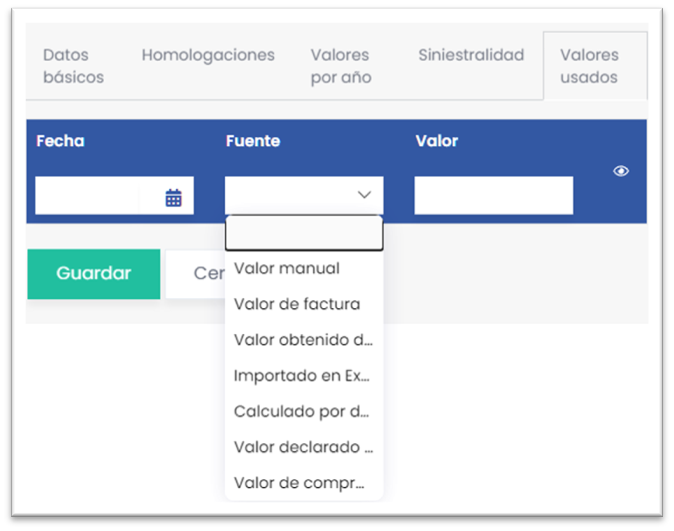 Datos
básicos
Homologaciones
Valores
por año
Siniestralidad
Valores
usados
Fecha
Fuente
Valor
Guardar
Cer
Valor manual
Valor de factura
Valor obtenido d...
Importado en Ex...
Calculado por d...
Valor declarado ...
Valor de compr...